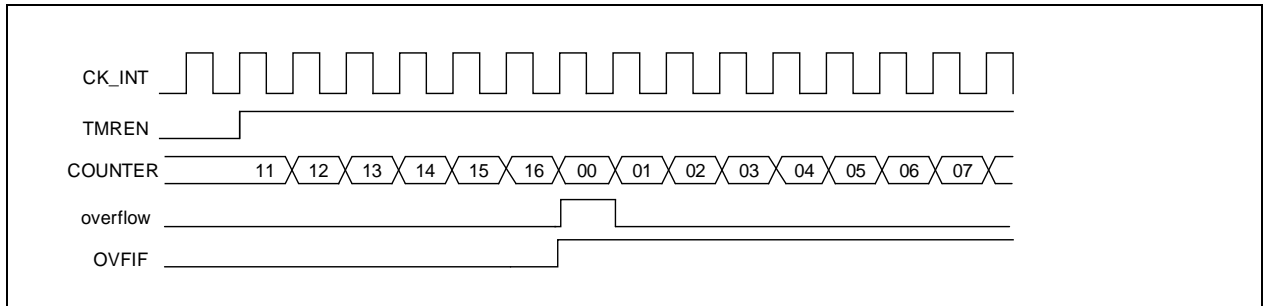 CK_INT
TMREN
COUNTER 11 12 13 14 15 16 00 01 02 03 04 05 06 07
overflow
OVFIF